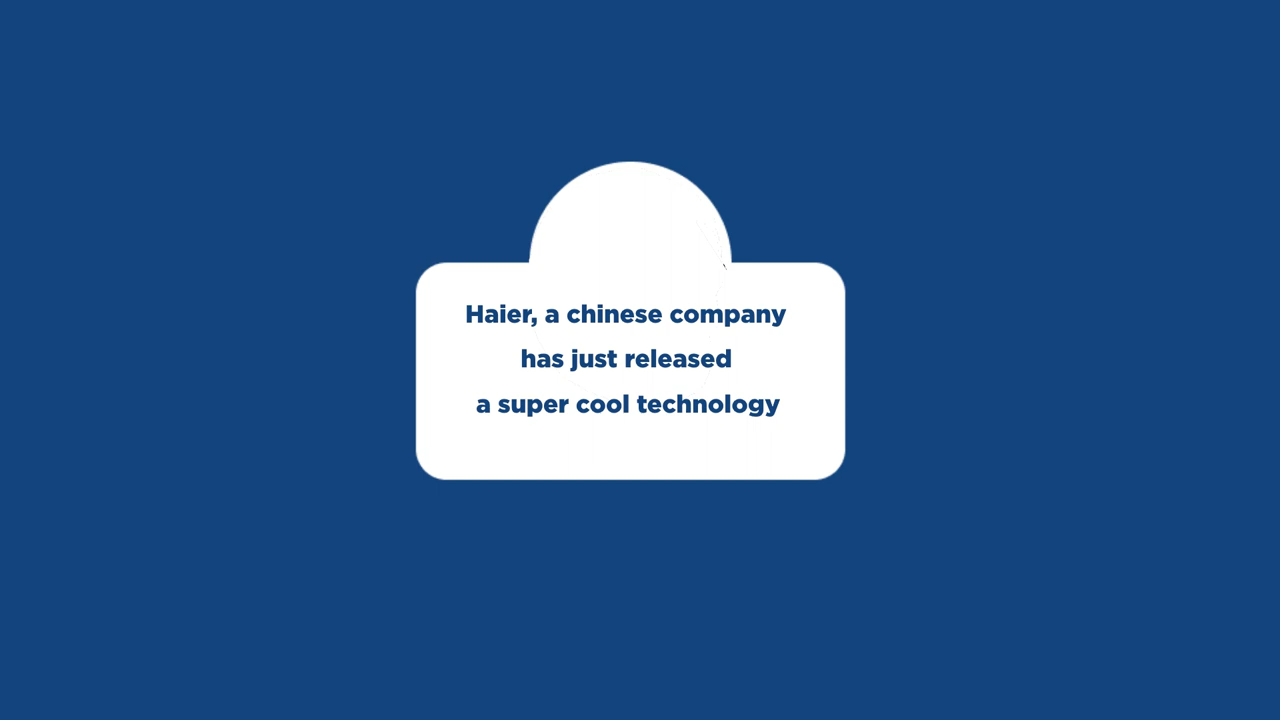 Haier, a chinese company
has just released
a super cool technology